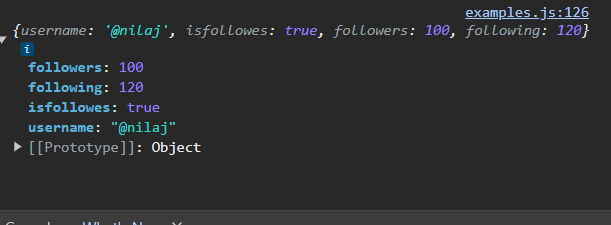 examples.js:126
{username: '@nilaj', isfollowes: true, followers: 100, following: 120}
i
followers: 100
following: 120
isfollowes: true
username: "@nilaj"
[[Prototype]]: Object